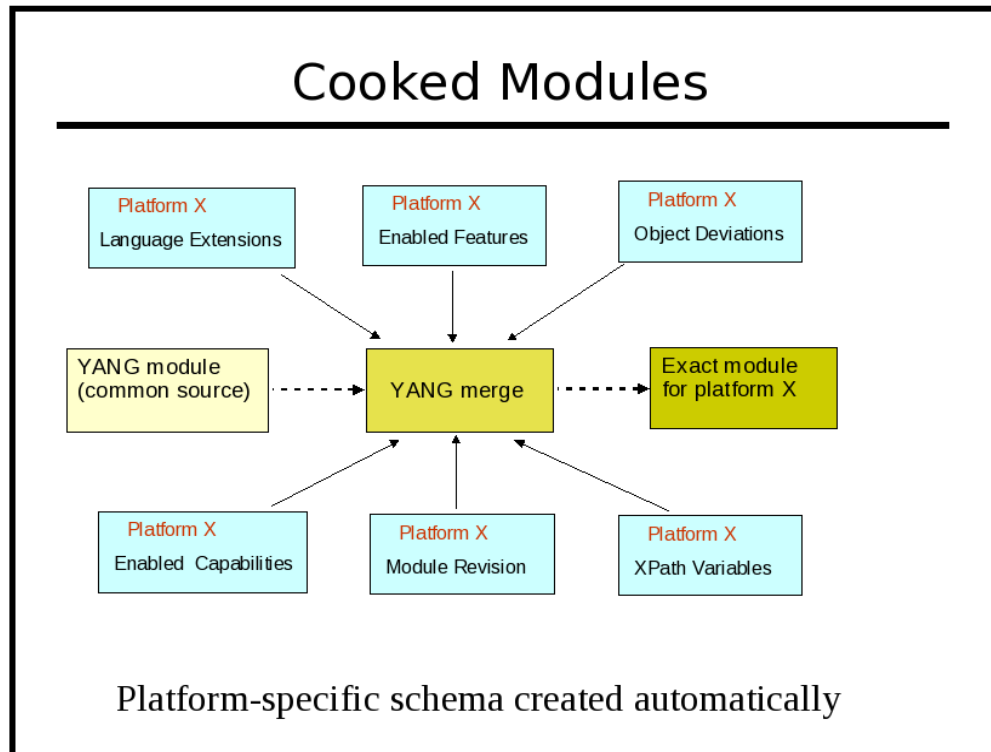 Cooked Modules
Platform X
Language Extensions
Platform X
Enabled Features
Platform X
Object Deviations
YANG module
(common source)
YANG merge
Exact module
for platform X
Platform X
Enabled Capabilities
Platform X
Module Revision
Platform X
XPath Variables
Platform-specific schema created automatically